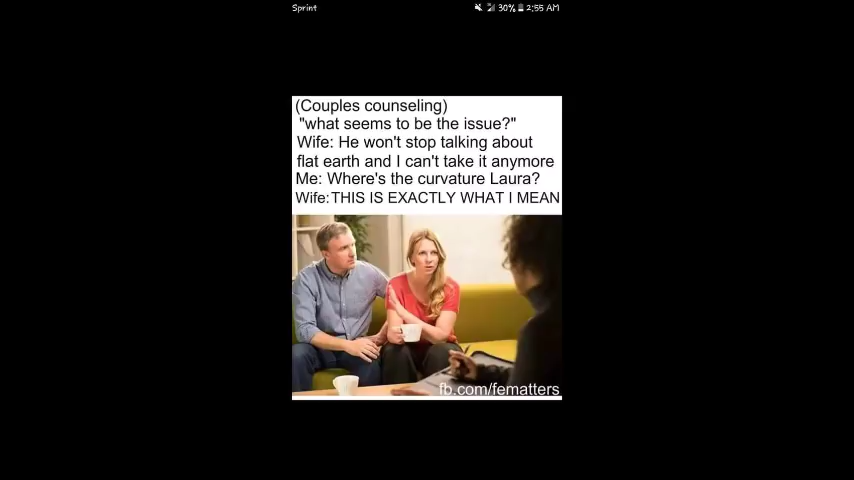 Sprint 30% 2:55 AM
(Couples counseling)
"what seems to be the issue?"
Wife: He won't stop talking about
flat earth and I can't take it anymore
Me: Where's the curvature Laura?
Wife:THIS IS EXACTLY WHAT I MEAN
fb.com/fematters